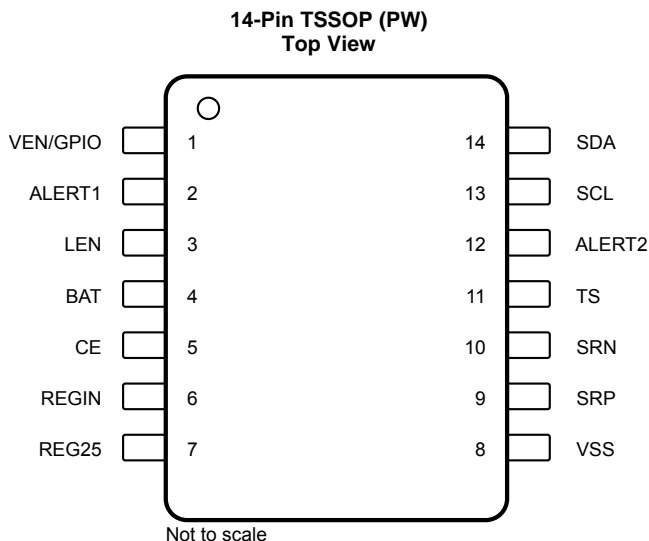 14-Pin TSSOP (PW)
Top View
VEN/GPIO 1 14 SDA
ALERT1 2 13 SCL
LEN 3 12 ALERT2
BAT 4 11 TS
CE 5 10 SRN
REGIN 6 9 SRP
REG25 7 8 VSS
Not to scale